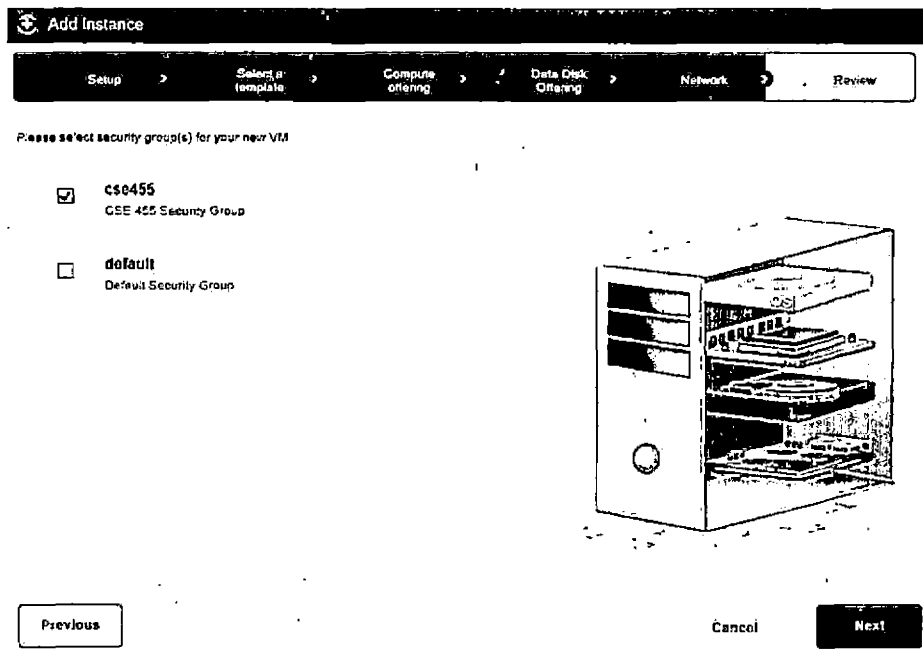 Add Instance
Setup
Select a
template
Compute
offering
Data Disk
Offering
Network
Review
Please select security group(s) for your new VM
cse455
CSE 455 Security Group
default
Default Security Group
OS
Previous
Cancel
Next